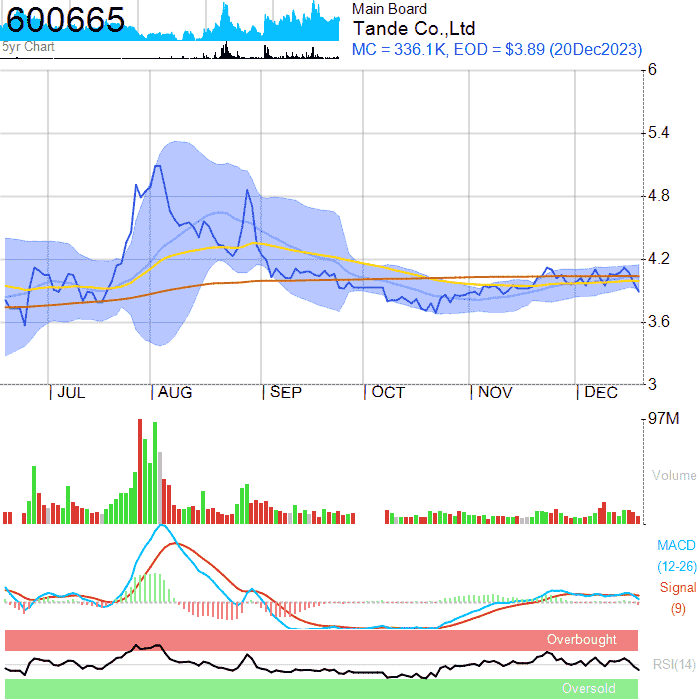 600665
5yr Chart
Main Board
Tande Co.,Ltd
MC = 336.1K, EOD = $3.89 (20Dec2023)
6
5.4
4.8
4.2
3.6
3
JUL AUG SEP OCT NOV DEC
97M
Volume
MACD
(12-26)
Signal
(9)
Overbought
RSI(14)
Oversold